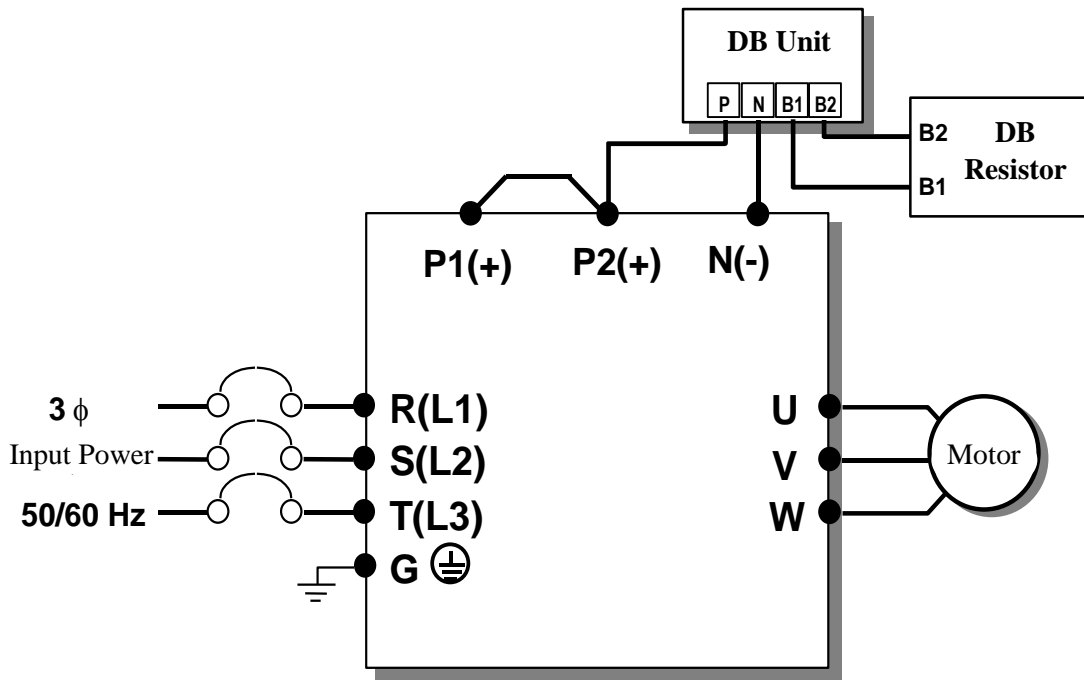 DB Unit
P N B1 B2
B2
DB
Resistor
B1
P1(+) P2(+) N(-)
3 ϕ
Input Power
50/60 Hz
R(L1)
S(L2)
T(L3)
G
U
V
W
Motor